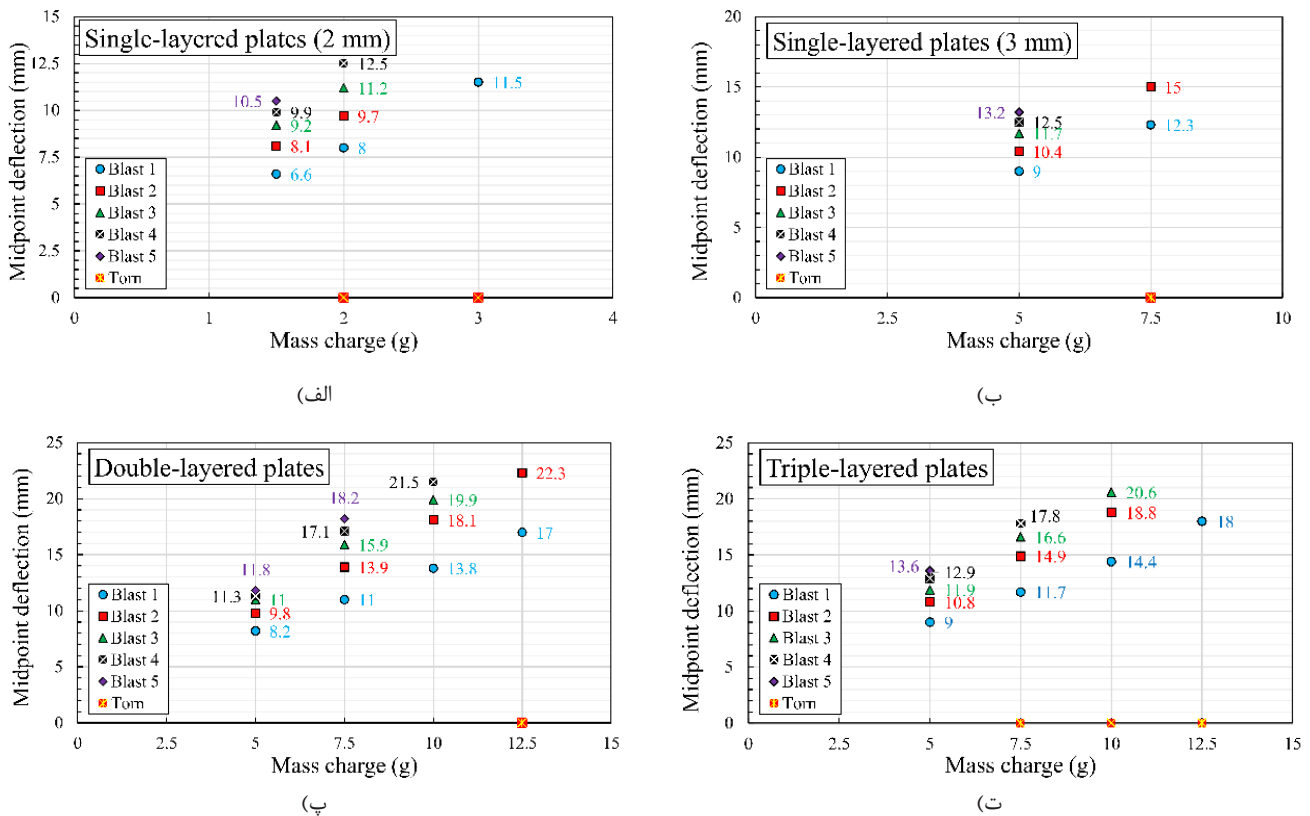 Single-layered plates (2 mm)
Midpoint deflection (mm)
15
12.5
10
7.5
5
2.5
0
12.5
11.2
11.5
10.5
9.9
9.7
9.2
8.1
8
6.6
Blast 1
Blast 2
Blast 3
Blast 4
Blast 5
Torn
0 1 2 3 4
Mass charge (g)
الف)
Single-layered plates (3 mm)
Midpoint deflection (mm)
20
15
10
5
0
15
13.2
12.5
12.3
11.7
10.4
9
Blast 1
Blast 2
Blast 3
Blast 4
Blast 5
Torn
0 2.5 5 7.5 10
Mass charge (g)
ب)
Double-layered plates
Midpoint deflection (mm)
25
20
15
10
5
0
22.3
21.5
19.9
18.2
18.1
17.1
17
15.9
13.9
13.8
11.8
11.3
11
11
9.8
8.2
Blast 1
Blast 2
Blast 3
Blast 4
Blast 5
Torn
0 2.5 5 7.5 10 12.5 15
Mass charge (g)
پ)
Triple-layered plates
Midpoint deflection (mm)
25
20
15
10
5
0
20.6
18.8
17.8
18
16.6
14.9
14.4
13.6
12.9
11.9
11.7
10.8
9
Blast 1
Blast 2
Blast 3
Blast 4
Blast 5
Torn
0 2.5 5 7.5 10 12.5 15
Mass charge (g)
ت)